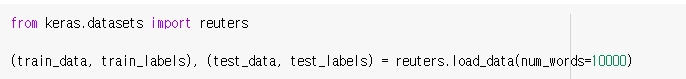 from keras.datasets import reuters
(train_data, train_labels), (test_data, test_labels) = reuters.load_data(num_words=10000)